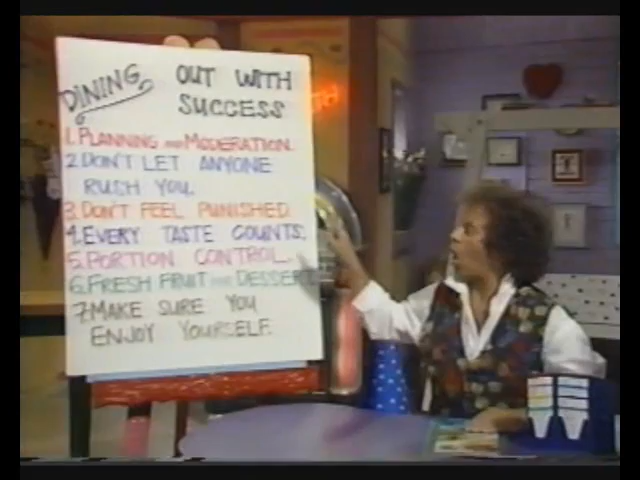 DINING OUT WITH
SUCCESS
1. PLANNING AND MODERATION.
2. DON'T LET ANYONE
RUSH YOU.
3. DON'T FEEL PUNISHED.
4. EVERY TASTE COUNTS.
5. PORTION CONTROL.
6. FRESH FRUIT FOR DESSERT
7. MAKE SURE YOU
ENJOY YOURSELF.